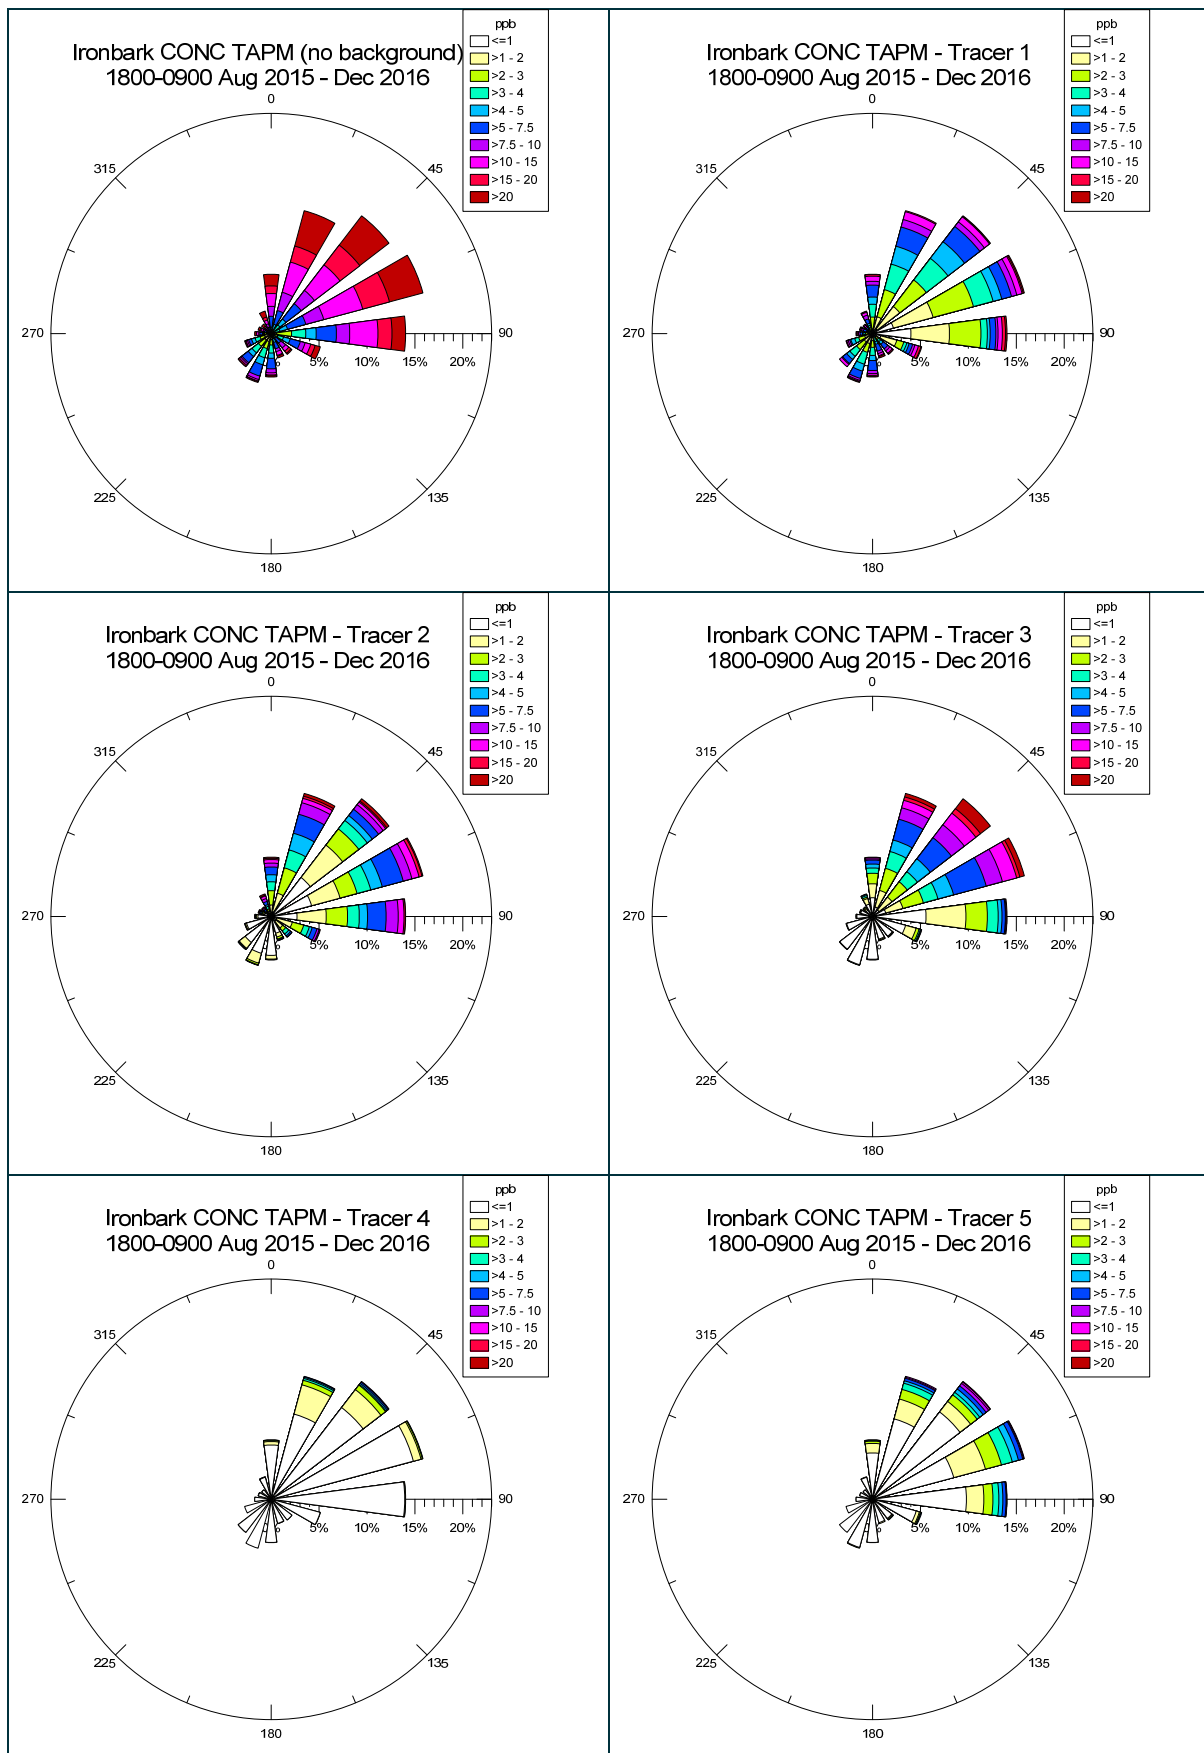 Ironbark CONC TAPM (no background)
1800-0900 Aug 2015 - Dec 2016
ppb
<=1
>1 - 2
>2 - 3
>3 - 4
>4 - 5
>5 - 7.5
>7.5 - 10
>10 - 15
>15 - 20
>20
0
45
90
135
180
225
270
315
5%
10%
15%
20%
Ironbark CONC TAPM - Tracer 1
1800-0900 Aug 2015 - Dec 2016
ppb
<=1
>1 - 2
>2 - 3
>3 - 4
>4 - 5
>5 - 7.5
>7.5 - 10
>10 - 15
>15 - 20
>20
0
45
90
135
180
225
270
315
5%
10%
15%
20%
Ironbark CONC TAPM - Tracer 2
1800-0900 Aug 2015 - Dec 2016
ppb
<=1
>1 - 2
>2 - 3
>3 - 4
>4 - 5
>5 - 7.5
>7.5 - 10
>10 - 15
>15 - 20
>20
0
45
90
135
180
225
270
315
5%
10%
15%
20%
Ironbark CONC TAPM - Tracer 3
1800-0900 Aug 2015 - Dec 2016
ppb
<=1
>1 - 2
>2 - 3
>3 - 4
>4 - 5
>5 - 7.5
>7.5 - 10
>10 - 15
>15 - 20
>20
0
45
90
135
180
225
270
315
5%
10%
15%
20%
Ironbark CONC TAPM - Tracer 4
1800-0900 Aug 2015 - Dec 2016
ppb
<=1
>1 - 2
>2 - 3
>3 - 4
>4 - 5
>5 - 7.5
>7.5 - 10
>10 - 15
>15 - 20
>20
0
45
90
135
180
225
270
315
5%
10%
15%
20%
Ironbark CONC TAPM - Tracer 5
1800-0900 Aug 2015 - Dec 2016
ppb
<=1
>1 - 2
>2 - 3
>3 - 4
>4 - 5
>5 - 7.5
>7.5 - 10
>10 - 15
>15 - 20
>20
0
45
90
135
180
225
270
315
5%
10%
15%
20%